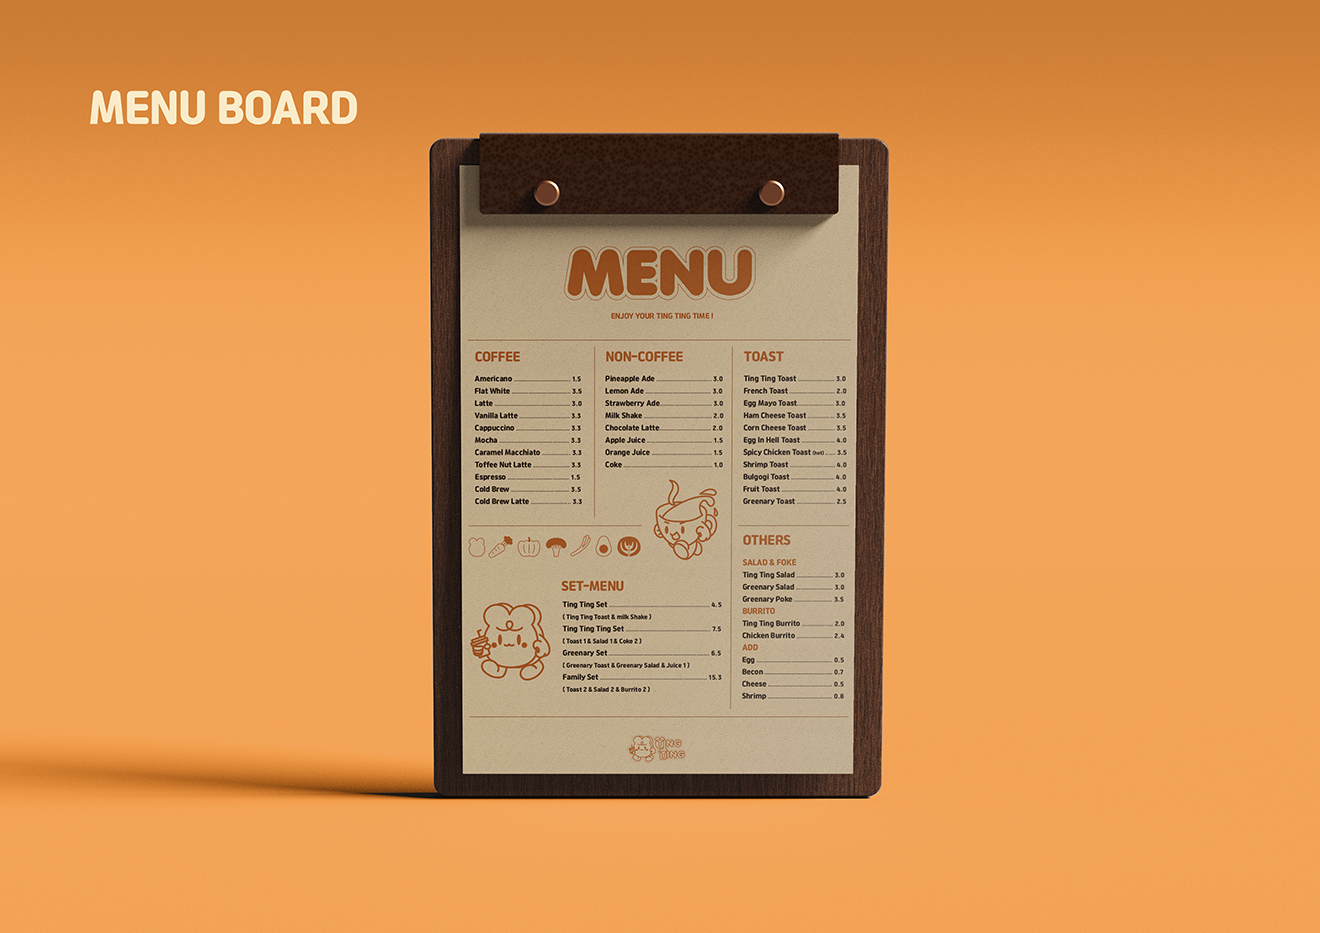 MENU BOARD
MENU
ENJOY YOUR TING TING TIME !
COFFEE
Americano 1.5
Flat White 3.5
Latte 3.0
Vanilla Latte 3.3
Cappuccino 3.3
Mocha 3.3
Caramel Macchiato 3.3
Toffee Nut Latte 3.3
Espresso 1.5
Cold Brew 3.5
Cold Brew Latte 3.3
NON-COFFEE
Pineapple Ade 3.0
Lemon Ade 3.0
Strawberry Ade 3.0
Milk Shake 2.0
Chocolate Latte 2.0
Apple Juice 1.5
Orange Juice 1.5
Coke 1.0
TOAST
Ting Ting Toast 3.0
French Toast 2.0
Egg Mayo Toast 3.0
Ham Cheese Toast 3.5
Corn Cheese Toast 3.5
Egg In Hell Toast 4.0
Spicy Chicken Toast (hot) 3.5
Shrimp Toast 4.0
Bulgogi Toast 4.0
Fruit Toast 4.0
Greenary Toast 2.5
SET-MENU
Ting Ting Set 4.5
( Ting Ting Toast & milk Shake )
Ting Ting Ting Set 7.5
( Toast 1 & Salad 1 & Coke 2 )
Greenary Set 6.5
( Greenary Toast & Greenary Salad & Juice 1 )
Family Set 15.3
( Toast 2 & Salad 2 & Burrito 2 )
OTHERS
SALAD & FOKE
Ting Ting Salad 3.0
Greenary Salad 3.0
Greenary Poke 3.5
BURRITO
Ting Ting Burrito 2.0
Chicken Burrito 2.4
ADD
Egg 0.5
Becon 0.7
Cheese 0.5
Shrimp 0.8
TING
TING